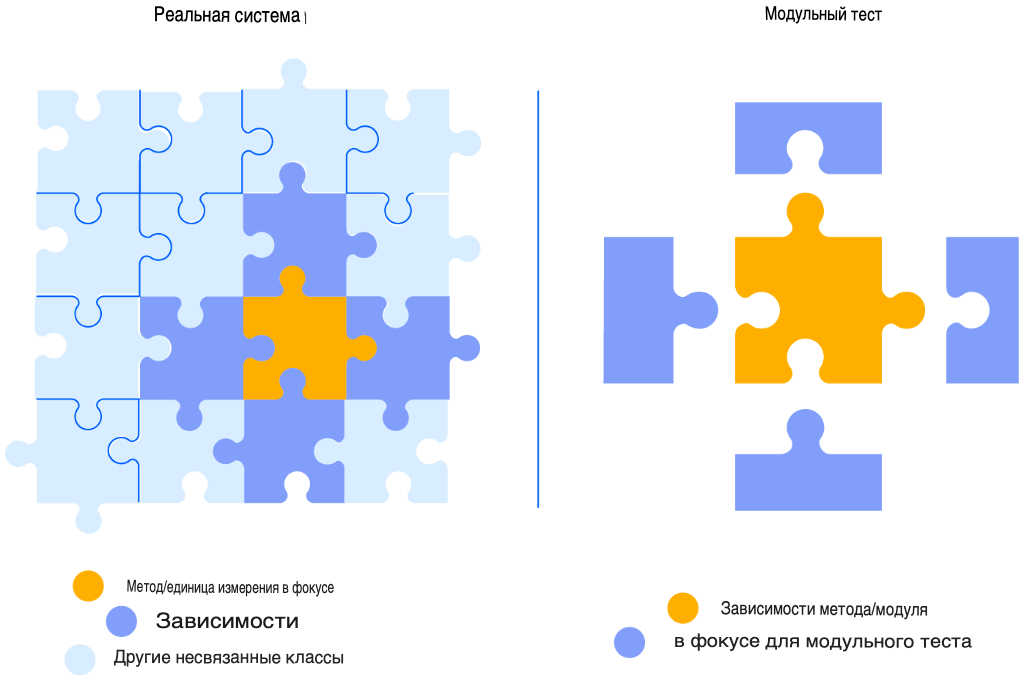 Реальная система
Модульный тест
Метод/единица измерения в фокусе
Зависимости
Другие несвязанные классы
Зависимости метода/модуля
в фокусе для модульного теста